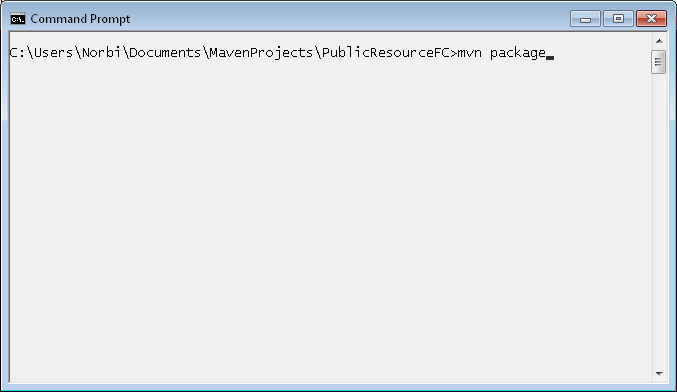 Command Prompt
C:\Users\Norbi\Documents\MavenProjects\PublicResourceFC>mvn package